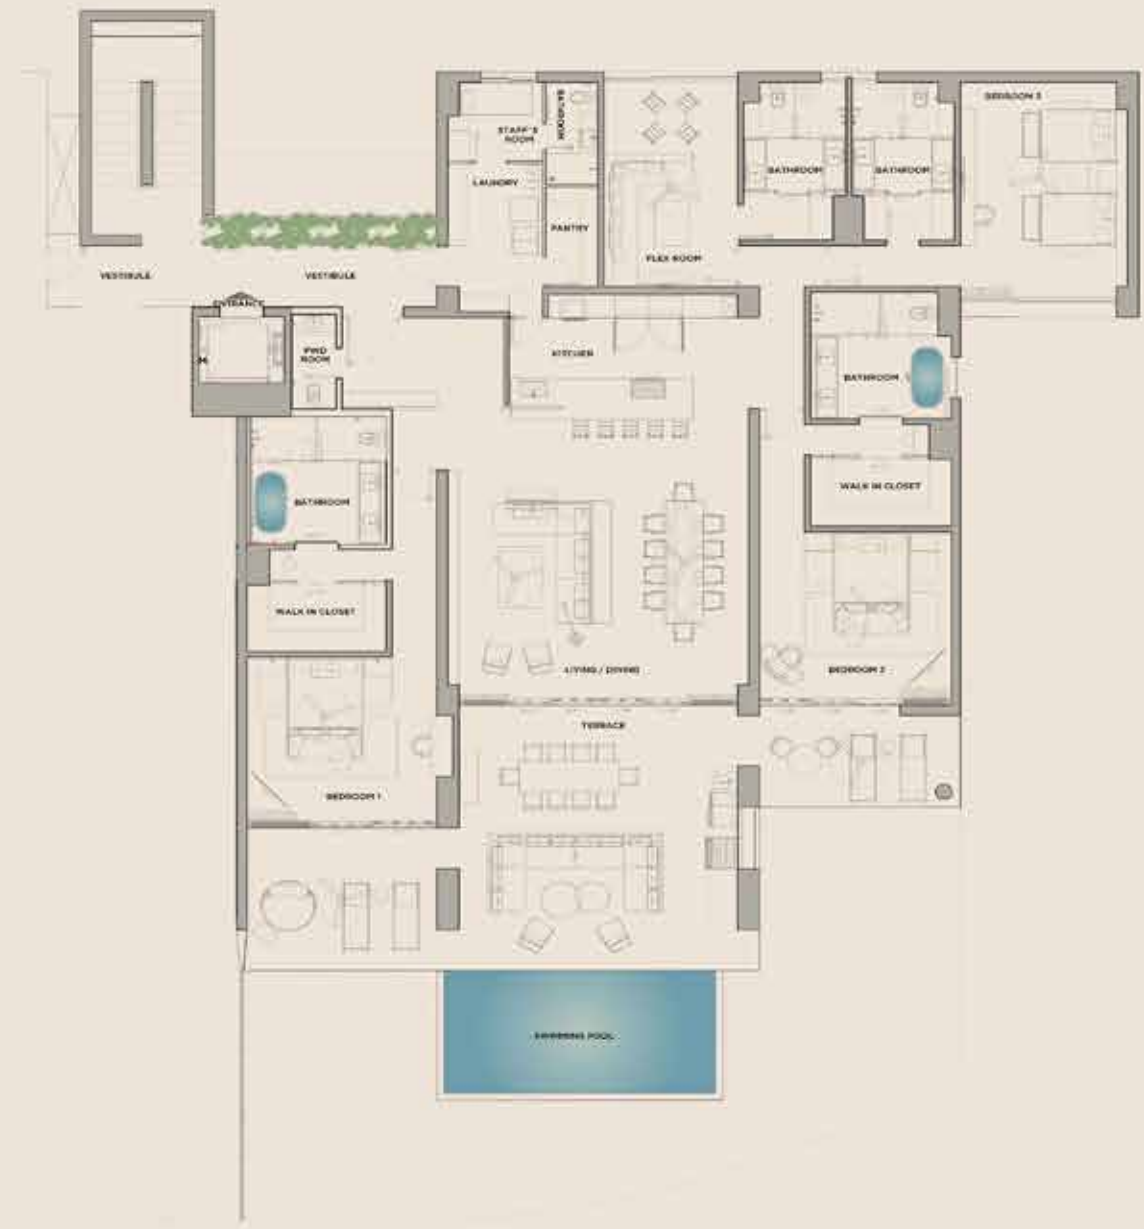 BEDROOM 3
BATHROOM
STAFF'S
ROOM
BATHROOM
BATHROOM
LAUNDRY
PANTRY
FLEX ROOM
VESTIBULE
VESTIBULE
ENTRANCE
PWD
ROOM
KITCHEN
BATHROOM
WALK IN CLOSET
BATHROOM
WALK IN CLOSET
LIVING / DINING
BEDROOM 2
TERRACE
BEDROOM 1
SWIMMING POOL